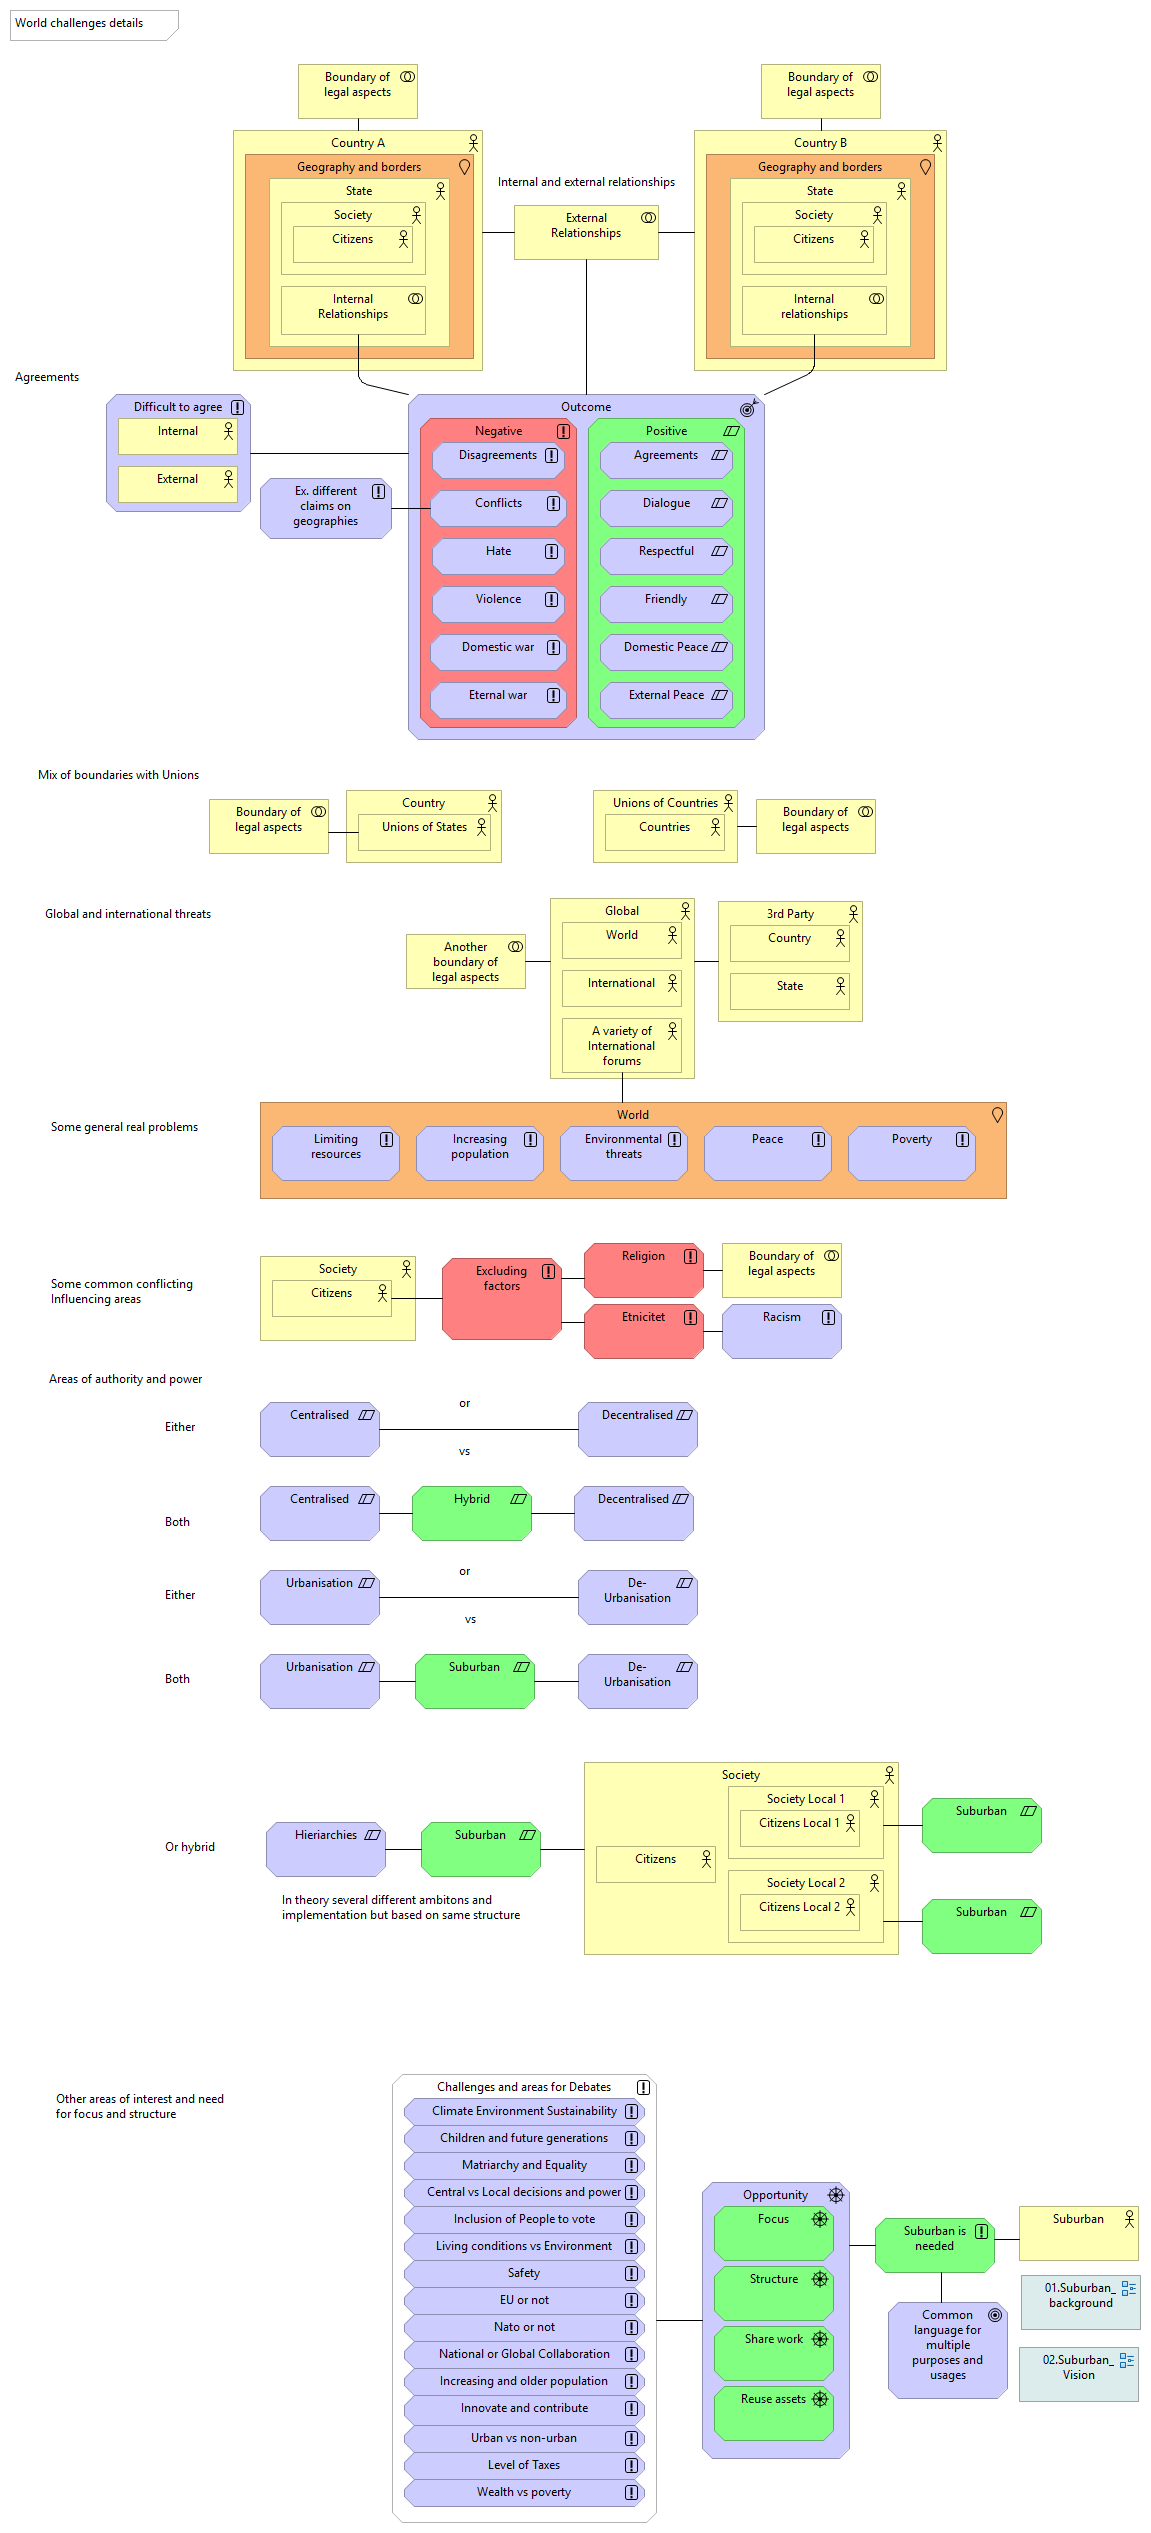 World challenges details
Boundary of
legal aspects
Boundary of
legal aspects
Country A
Country B
Geography and borders
Geography and borders
State
Internal and external relationships
State
Society
External
Relationships
Society
Citizens
Citizens
Internal
Relationships
Internal
relationships
Agreements
Difficult to agree
Internal
External
Outcome
Negative
Positive
Disagreements
Agreements
Ex. different
claims on
geographies
Conflicts
Dialogue
Hate
Respectful
Violence
Friendly
Domestic war
Domestic Peace
Eternal war
External Peace
Mix of boundaries with Unions
Boundary of
legal aspects
Country
Unions of States
Unions of Countries
Countries
Boundary of
legal aspects
Global and international threats
Another
boundary of
legal aspects
Global
World
International
A variety of
International
forums
3rd Party
Country
State
Some general real problems
World
Limiting
resources
Increasing
population
Environmental
threats
Peace
Poverty
Some common conflicting
Influencing areas
Society
Citizens
Excluding
factors
Religion
Boundary of
legal aspects
Etnicitet
Racism
Areas of authority and power
Either
Centralised
or
vs
Decentralised
Both
Centralised
Hybrid
Decentralised
Either
Urbanisation
or
vs
De-
Urbanisation
Both
Urbanisation
Suburban
De-
Urbanisation
Or hybrid
Hieriarchies
Suburban
In theory several different ambitons and
implementation but based on same structure
Society
Citizens
Society Local 1
Citizens Local 1
Society Local 2
Citizens Local 2
Suburban
Suburban
Other areas of interest and need
for focus and structure
Challenges and areas for Debates
Climate Environment Sustainability
Children and future generations
Matriarchy and Equality
Central vs Local decisions and power
Inclusion of People to vote
Living conditions vs Environment
Safety
EU or not
Nato or not
National or Global Collaboration
Increasing and older population
Innovate and contribute
Urban vs non-urban
Level of Taxes
Wealth vs poverty
Opportunity
Focus
Structure
Share work
Reuse assets
Suburban is
needed
Common
language for
multiple
purposes and
usages
Suburban
01.Suburban_
background
02.Suburban_
Vision